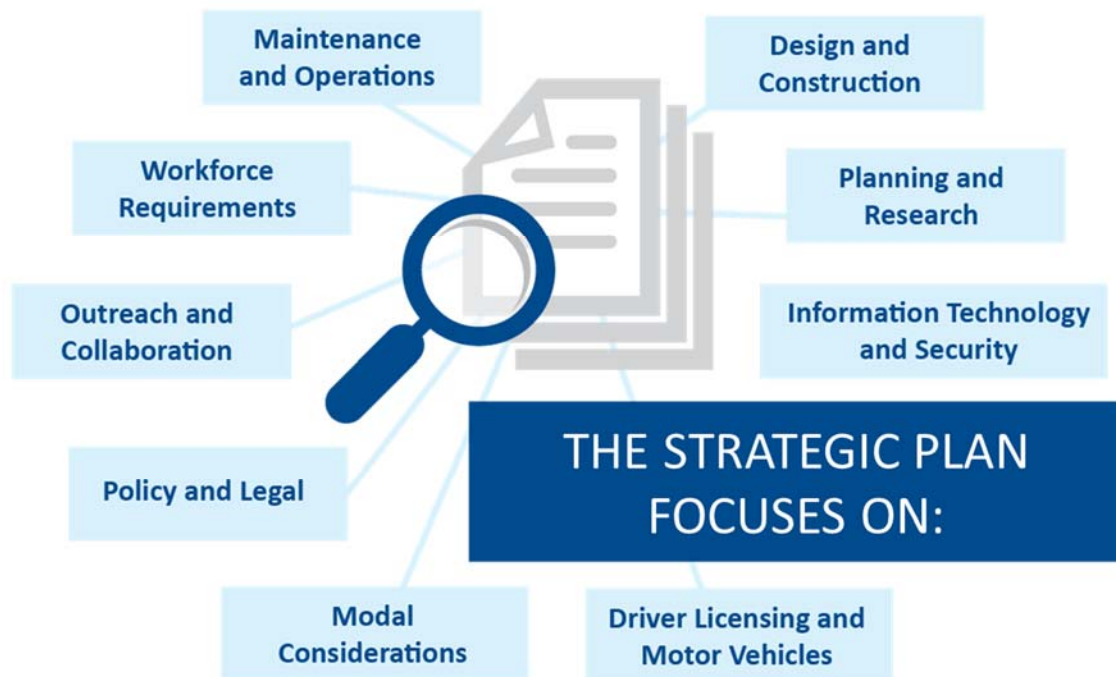 Maintenance
and Operations
Design and
Construction
Workforce
Requirements
Planning and
Research
Outreach and
Collaboration
Information Technology
and Security
THE STRATEGIC PLAN
FOCUSES ON:
Policy and Legal
Modal
Considerations
Driver Licensing and
Motor Vehicles